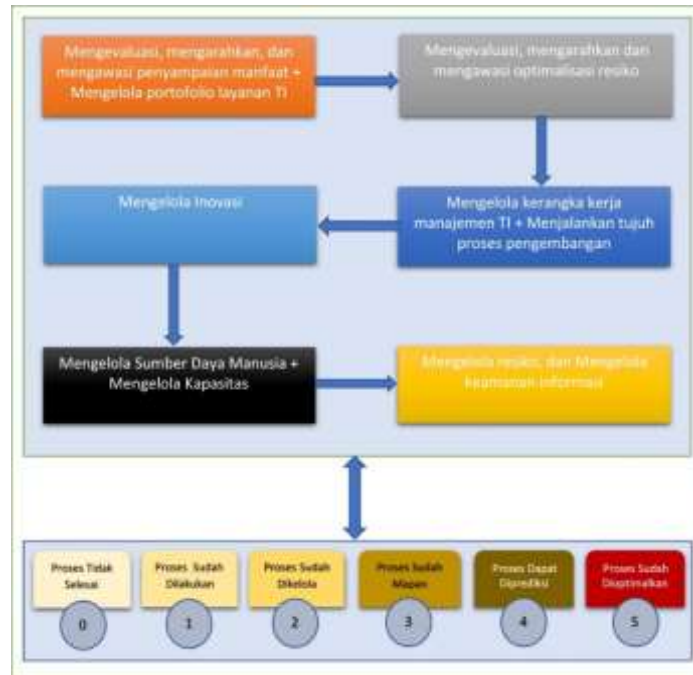 Mengevaluasi, mengarahkan, dan
mengawasi penyampaian manfaat +
Mengelola portofolio layanan TI
Mengevaluasi, mengarahkan dan
mengawasi optimalisasi resiko
Mengelola Inovasi
Mengelola kerangka kerja
manajemen TI + Menjalankan tujuh
proses pengembangan
Mengelola Sumber Daya Manusia +
Mengelola Kapasitas
Mengelola resiko, dan Mengelola
keamanan informasi
Proses Tidak
Selesai
0
Proses Sudah
Dilakukan
1
Proses Sudah
Dikelola
2
Proses Sudah
Mapan
3
Proses Dapat
Diprediksi
4
Proses Sudah
Dioptimalkan
5